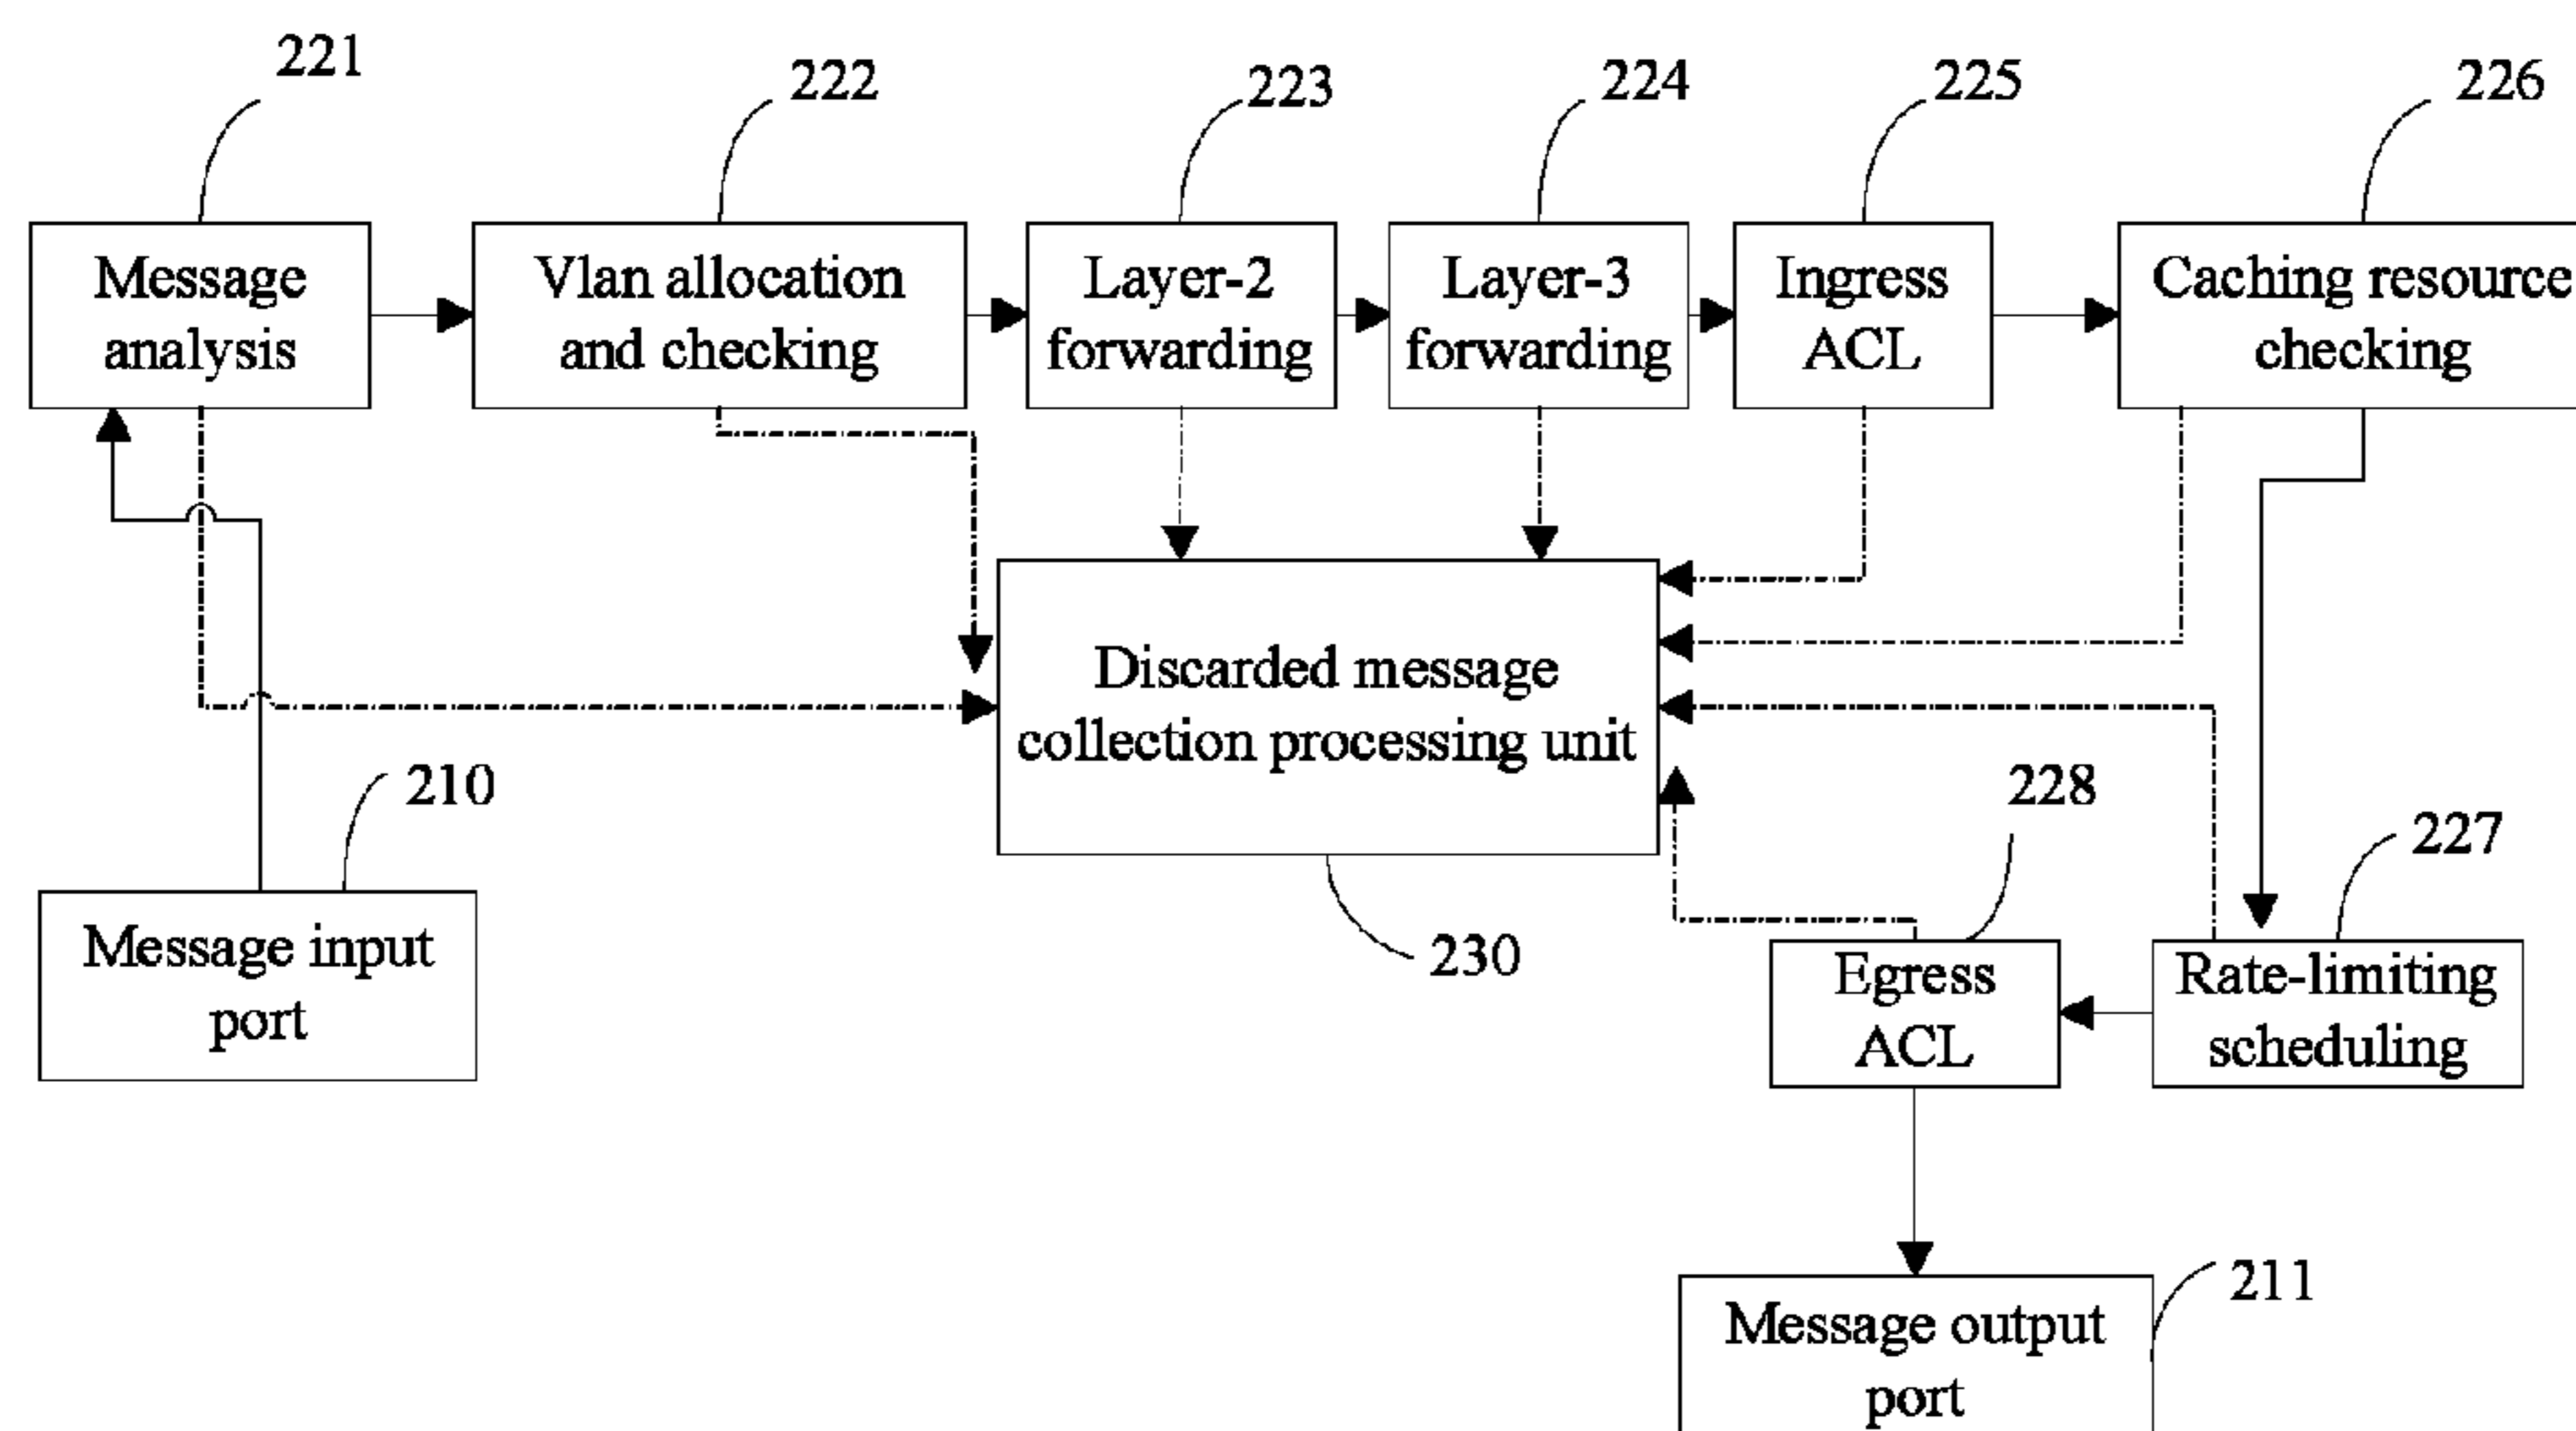 221
222
223
224
225
226
Message
analysis
Vlan allocation
and checking
Layer-2
forwarding
Layer-3
forwarding
Ingress
ACL
Caching resource
checking
Discarded message
collection processing unit
210
228
227
Message input
port
230
Egress
ACL
Rate-limiting
scheduling
211
Message output
port